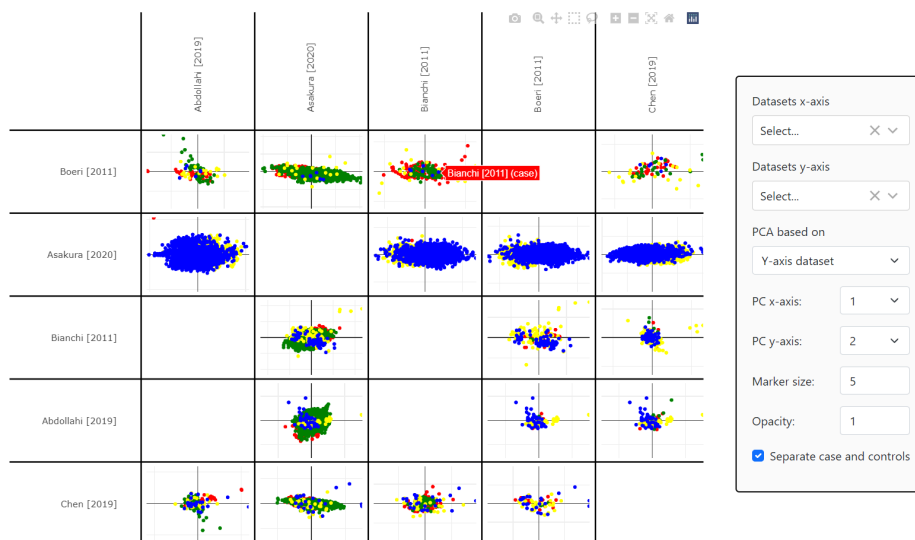 Abdollahi [2019]
Asakura [2020]
Bianchi [2011]
Boeri [2011]
Chen [2019]
Boeri [2011]
Bianchi [2011] (case)
Asakura [2020]
Bianchi [2011]
Abdollahi [2019]
Chen [2019]
Datasets x-axis
Select...
Datasets y-axis
Select...
PCA based on
Y-axis dataset
PC x-axis:
1
PC y-axis:
2
Marker size:
5
Opacity:
1
Separate case and controls